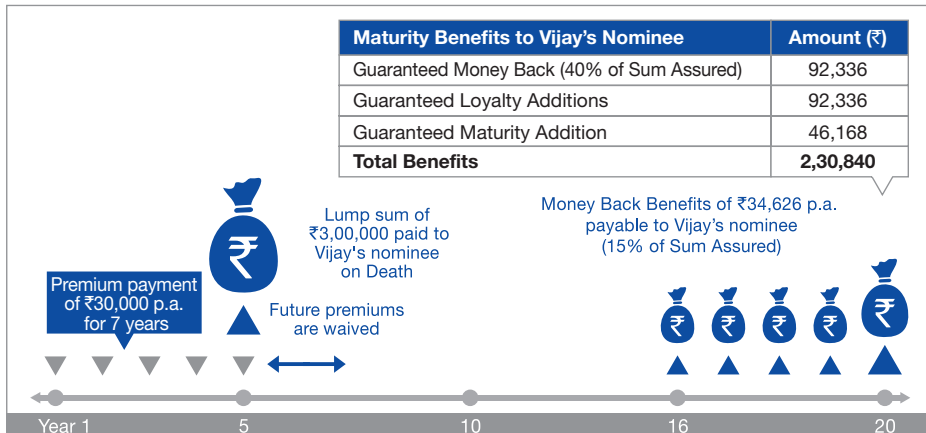 Maturity Benefits to Vijay's Nominee Amount (₹)
Guaranteed Money Back (40% of Sum Assured) 92,336
Guaranteed Loyalty Additions 92,336
Guaranteed Maturity Addition 46,168
Total Benefits 2,30,840
Money Back Benefits of ₹34,626 p.a.
payable to Vijay's nominee
(15% of Sum Assured)
Lump sum of
₹3,00,000 paid to
Vijay's nominee
on Death
₹
Premium payment
of ₹30,000 p.a.
for 7 years
Future premiums
are waived
₹ ₹ ₹ ₹ ₹
Year 1 5 10 16 20